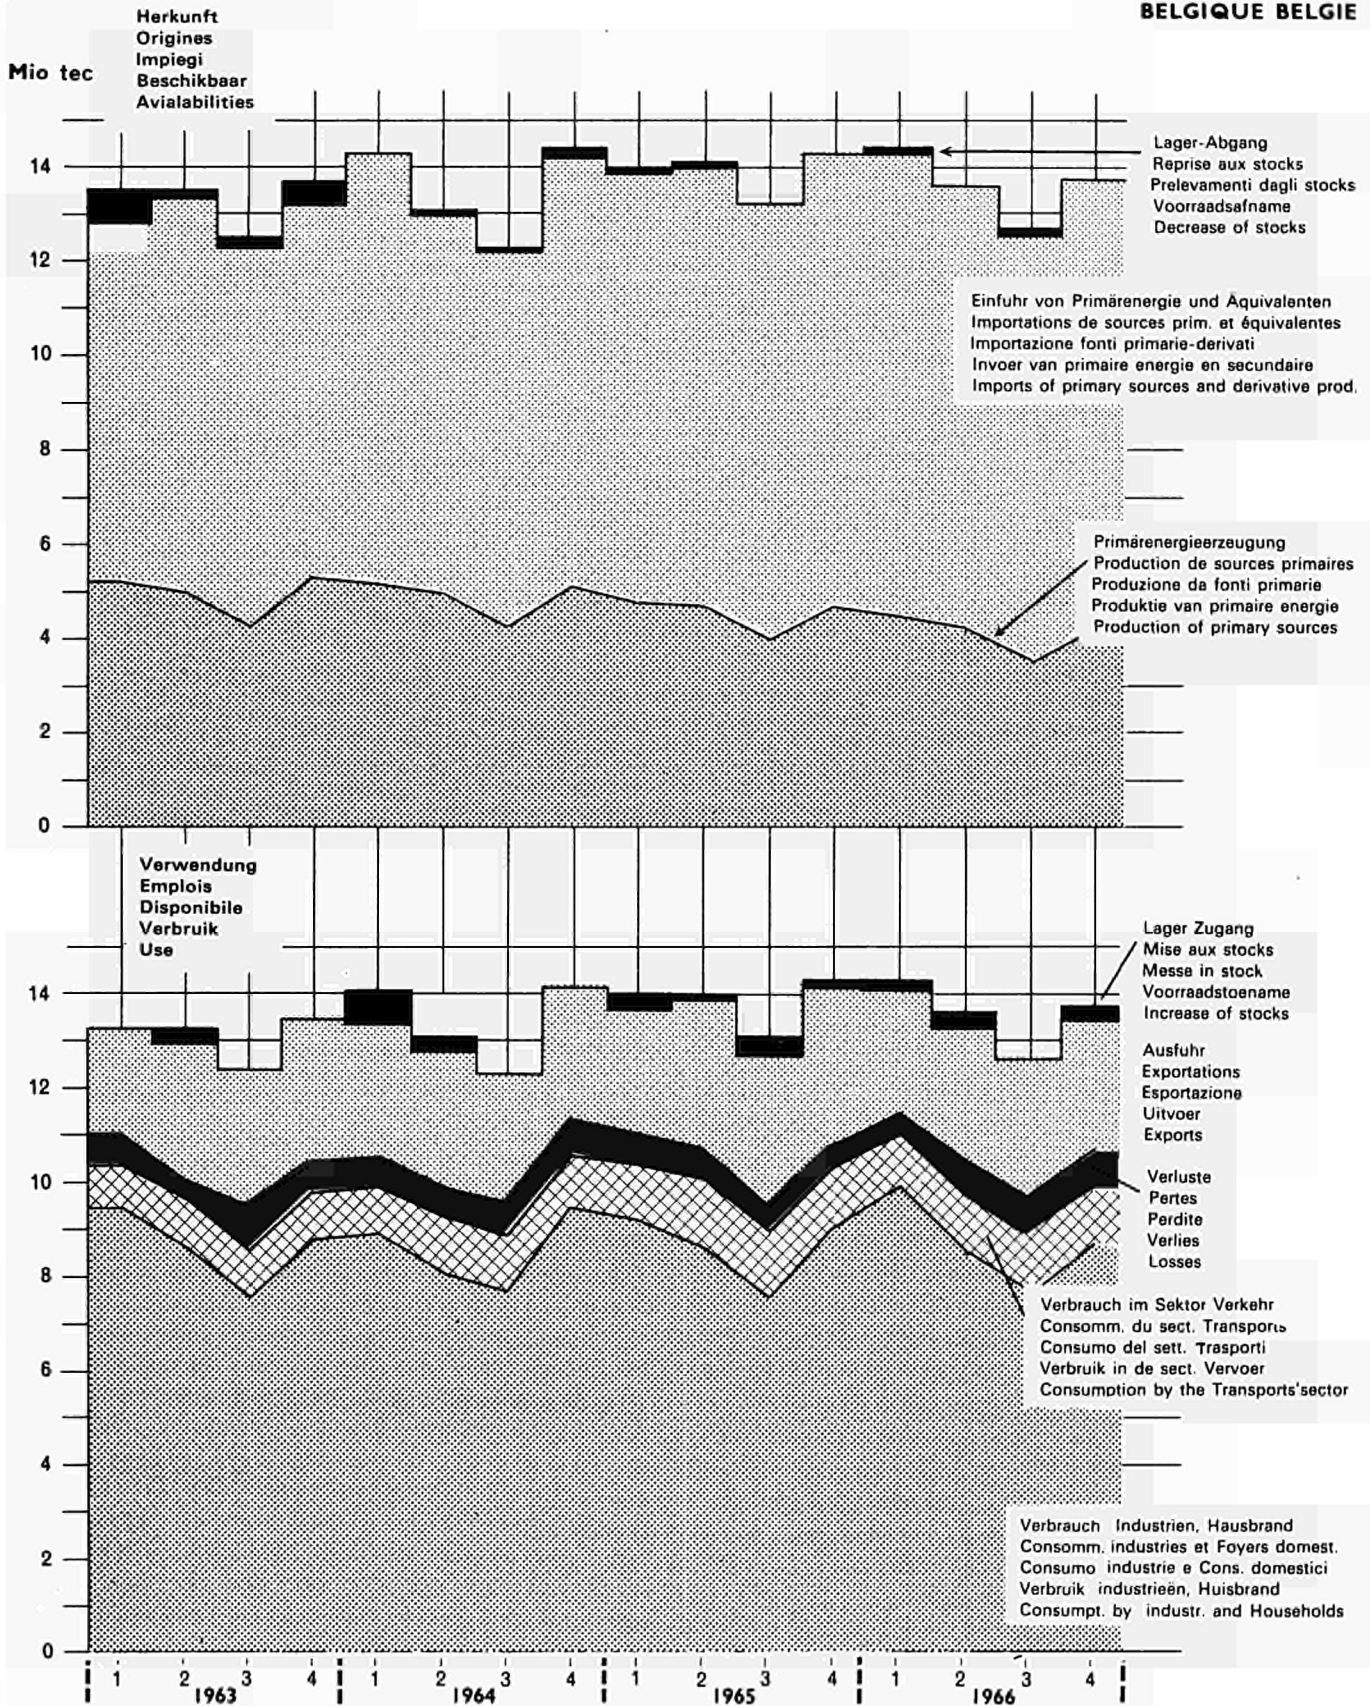 BELGIQUE BELGIE
Herkunft
Origines
Impiegi
Beschikbaar
Avialabilities
Mio tec
14
12
10
8
6
4
2
0
Lager-Abgang
Reprise aux stocks
Prelevamenti dagli stocks
Voorraadsafname
Decrease of stocks
Einfuhr von Primärenergie und Äquivalenten
Importations de sources prim. et équivalentes
Importazione fonti primarie-derivati
Invoer van primaire energie en secundaire
Imports of primary sources and derivative prod.
Primärenergieerzeugung
Production de sources primaires
Produzione da fonti primarie
Produktie van primaire energie
Production of primary sources
Verwendung
Emplois
Disponibile
Verbruik
Use
14
12
10
8
6
4
2
0
Lager Zugang
Mise aux stocks
Messe in stock
Voorraadstoename
Increase of stocks
Ausfuhr
Exportations
Esportazione
Uitvoer
Exports
Verluste
Pertes
Perdite
Verlies
Losses
Verbrauch im Sektor Verkehr
Consomm. du sect. Transports
Consumo del sett. Trasporti
Verbruik in de sect. Vervoer
Consumption by the Transports'sector
Verbrauch Industrien, Hausbrand
Consomm. industries et Foyers domest.
Consumo industrie e Cons. domestici
Verbruik industrieën, Huisbrand
Consumpt. by industr. and Households
1 2 3 4 1 2 3 4 1 2 3 4 1 2 3 4
1963 1964 1965 1966